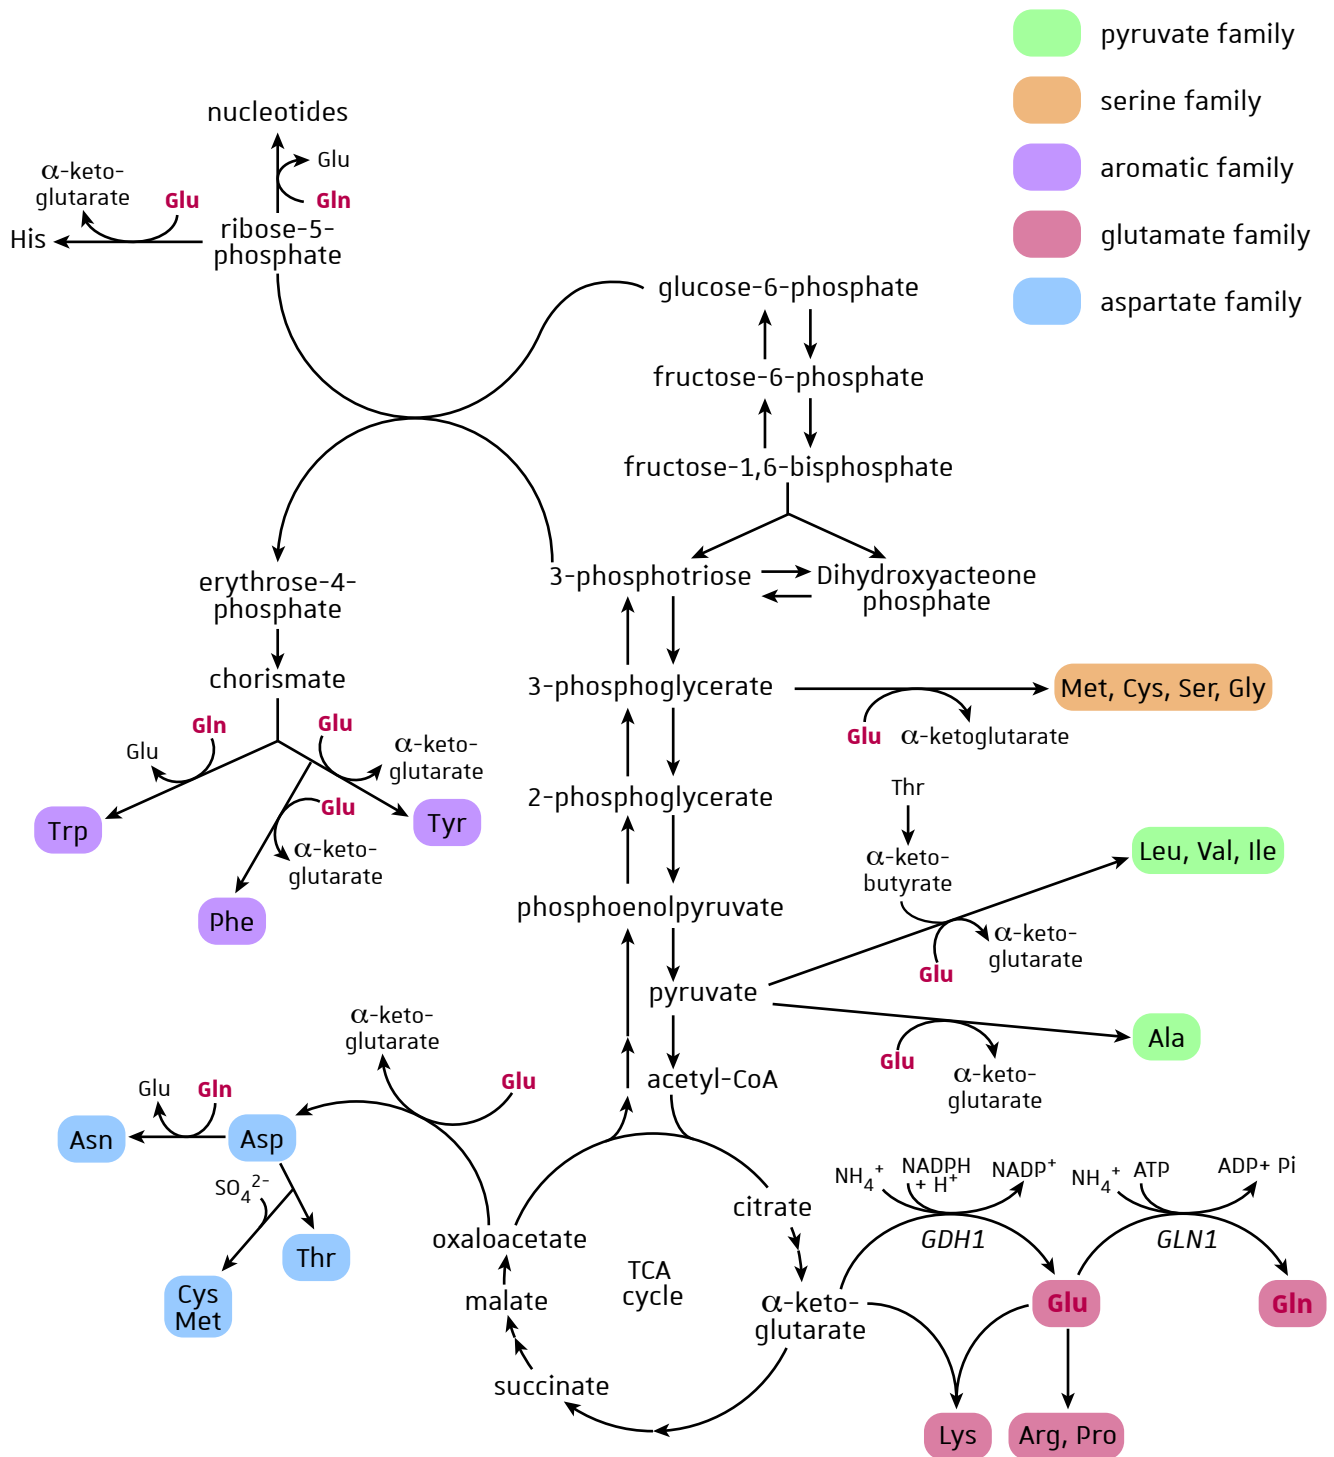 pyruvate family
serine family
aromatic family
glutamate family
aspartate family
nucleotides
Glu
Gln
α-keto-
glutarate
Glu
His
ribose-5-
phosphate
glucose-6-phosphate
fructose-6-phosphate
fructose-1,6-bisphosphate
3-phosphotriose
Dihydroxyacteone
phosphate
erythrose-4-
phosphate
chorismate
Gln
Glu
Glu
α-keto-
glutarate
Glu
α-keto-
glutarate
Trp
Tyr
Phe
3-phosphoglycerate
Glu
α-ketoglutarate
Met, Cys, Ser, Gly
2-phosphoglycerate
Thr
α-keto-
butyrate
Leu, Val, Ile
phosphoenolpyruvate
Glu
α-keto-
glutarate
pyruvate
Glu
α-keto-
glutarate
Ala
acetyl-CoA
α-keto-
glutarate
Glu
Glu
Gln
Asn
Asp
SO₄²⁻
Thr
Cys
Met
oxaloacetate
malate
succinate
TCA
cycle
citrate
α-keto-
glutarate
NH₄⁺
NADPH
+ H⁺
NADP⁺
GDH1
NH₄⁺
ATP
ADP+ Pi
GLN1
Glu
Gln
Lys
Arg, Pro